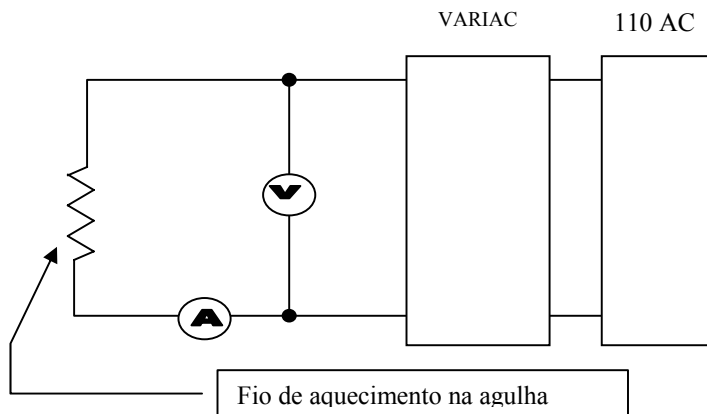 VARIAC
110 AC
V
A
Fio de aquecimento na agulha